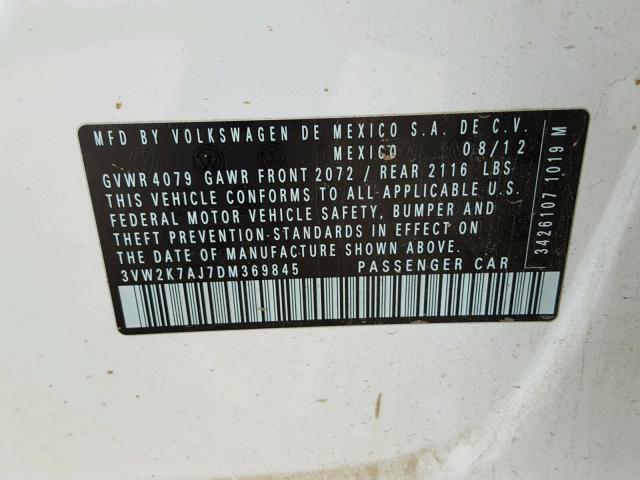 MFD BY VOLKSWAGEN DE MEXICO S.A. DE C.V.
MEXICO 08/12
GVWR 4079 GAWR FRONT 2072 / REAR 2116 LBS
THIS VEHICLE CONFORMS TO ALL APPLICABLE U.S.
FEDERAL MOTOR VEHICLE SAFETY, BUMPER AND
THEFT PREVENTION-STANDARDS IN EFFECT ON
THE DATE OF MANUFACTURE SHOWN ABOVE.
3VW2K7AJ7DM369845 PASSENGER CAR
3426107 1019 M